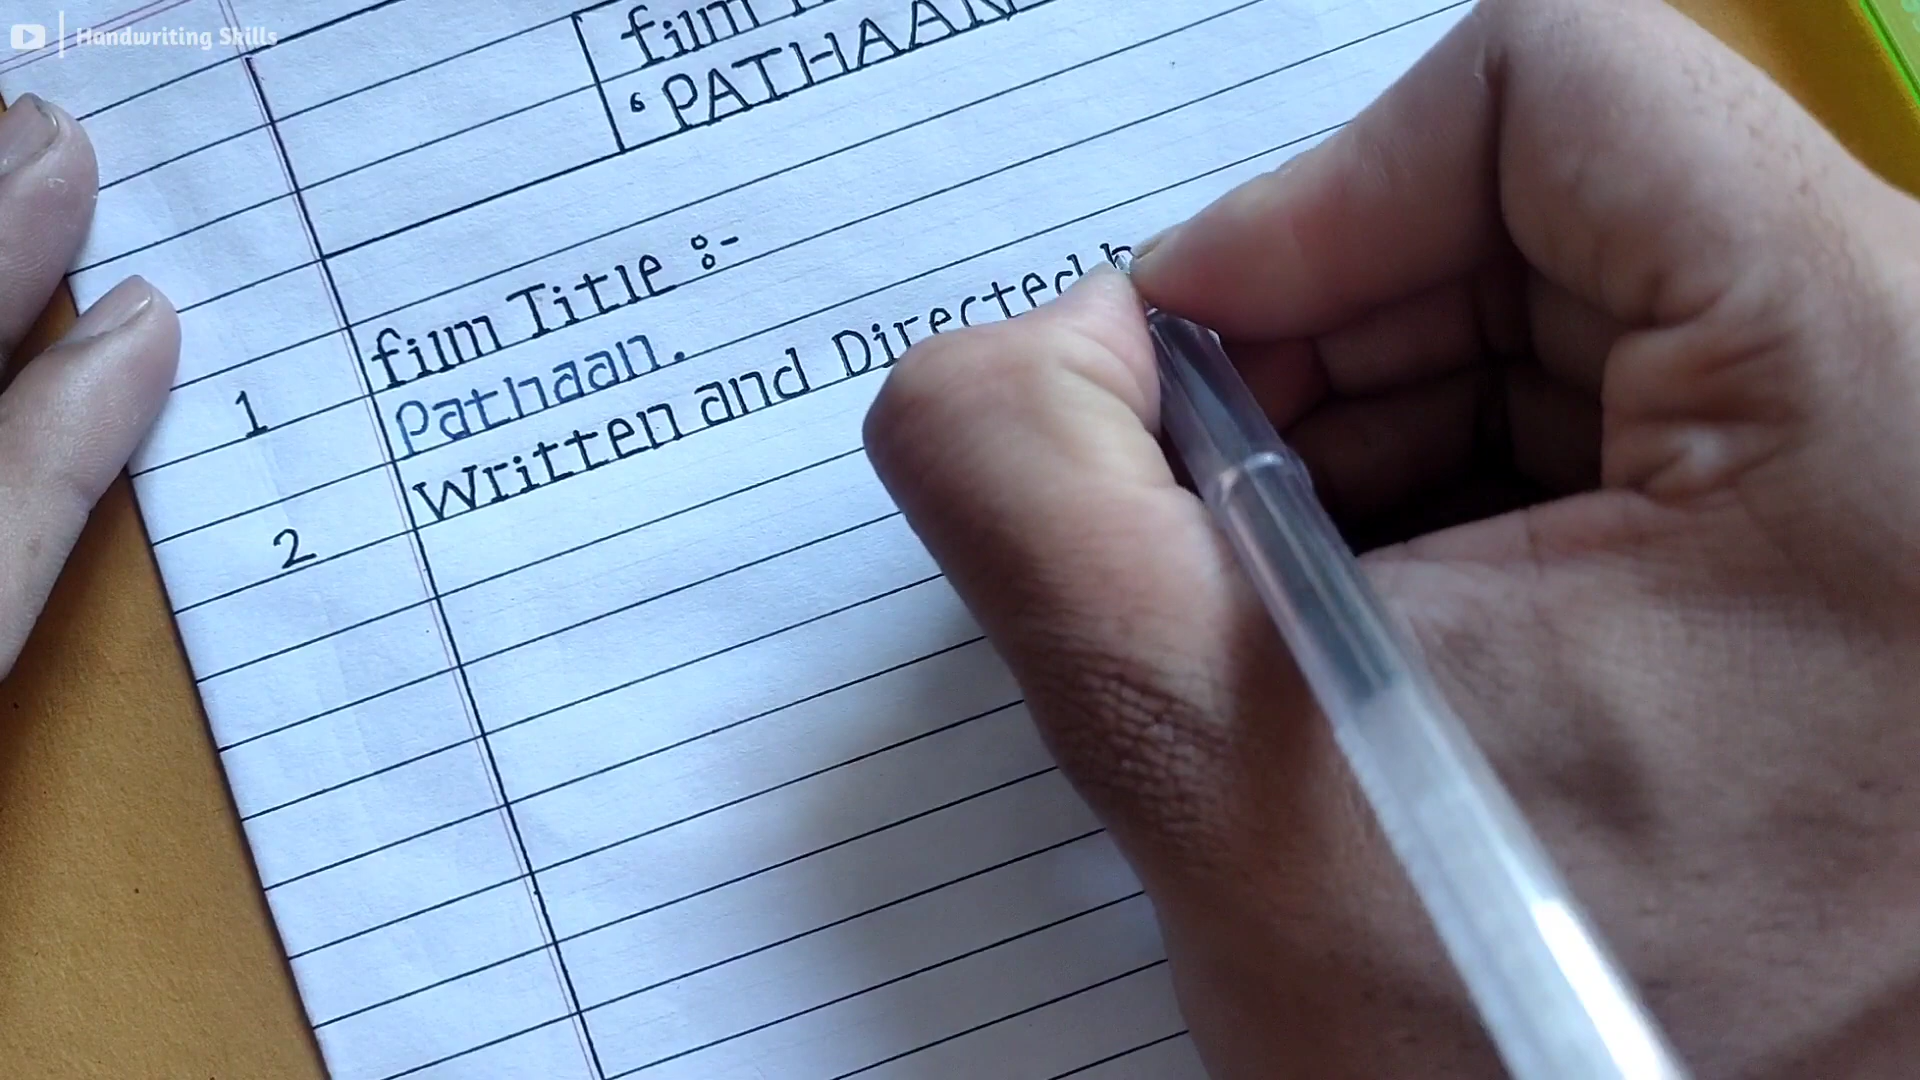 Handwriting Skills
film
‘PATHAAN
film Title :-
1
Pathaan.
Written and Directed b
2